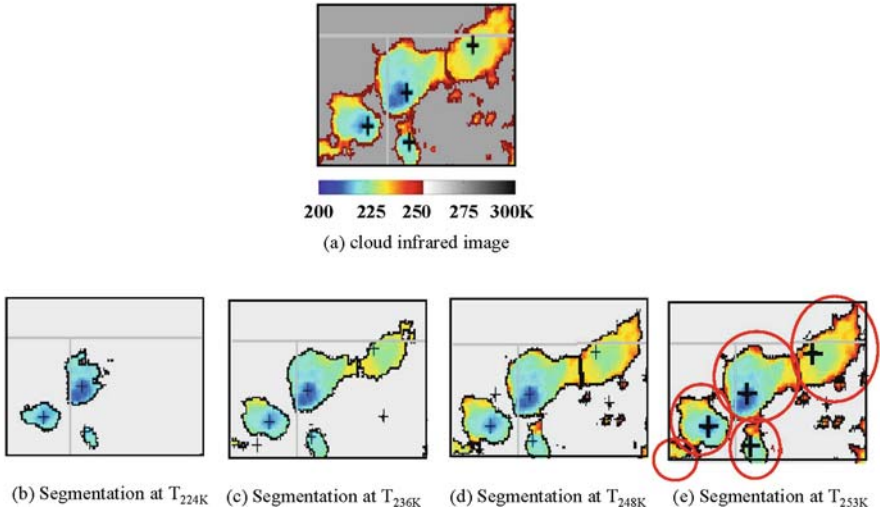 200 225 250 275 300K
(a) cloud infrared image
(b) Segmentation at T224K
(c) Segmentation at T236K
(d) Segmentation at T248K
(e) Segmentation at T253K